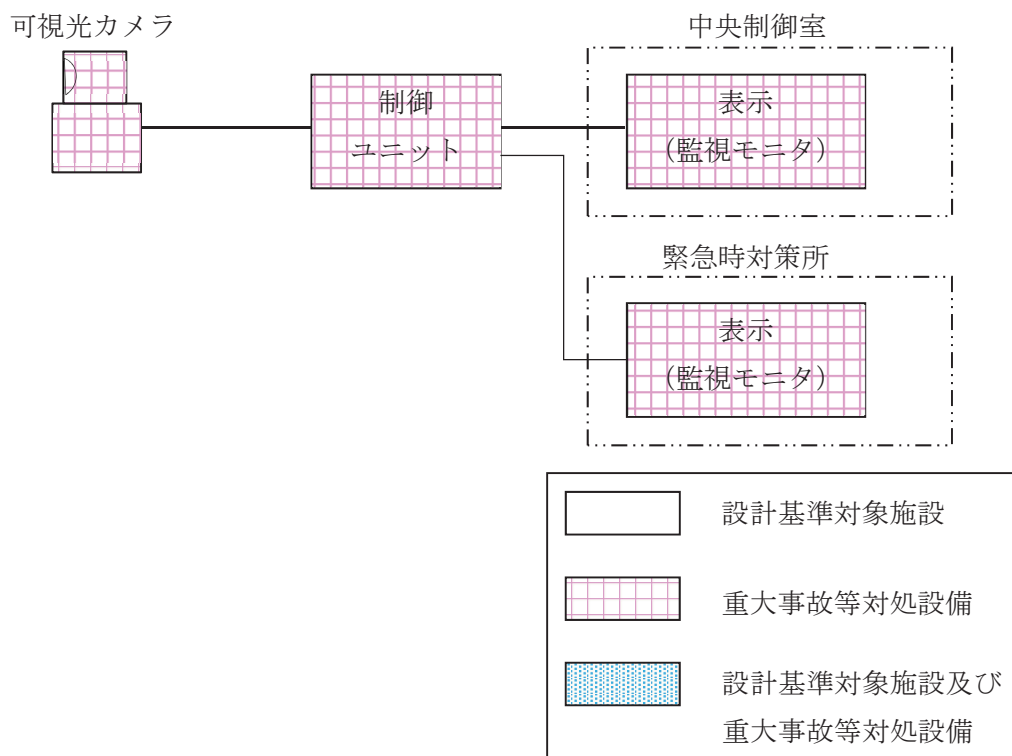 可視光カメラ
制御
ユニット
中央制御室
表示
（監視モニタ）
緊急時対策所
表示
（監視モニタ）
設計基準対象施設
重大事故等対処設備
設計基準対象施設及び
重大事故等対処設備